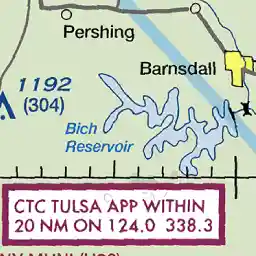 Pershing
Barnsdall
1192
(304)
Bich
Reservoir
CTC TULSA APP WITHIN
20 NM ON 124.0 338.3